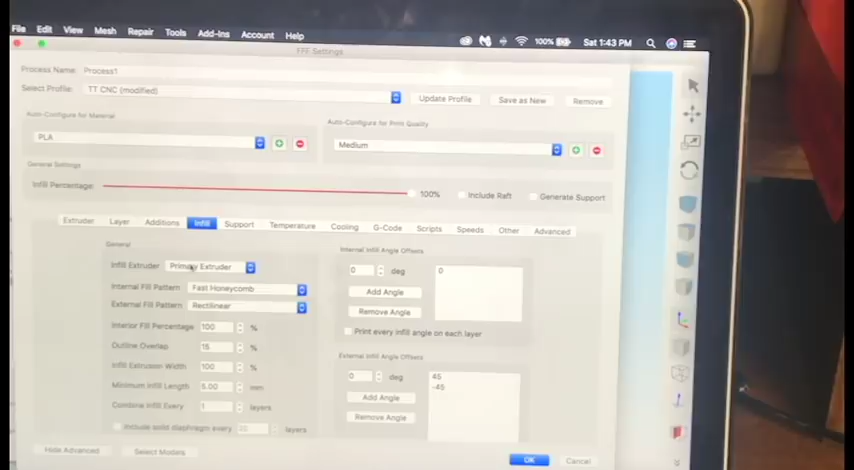 File Edit View Mesh Repair Tools Add-Ins Account Help 100% Sat 1:43 PM
FFF Settings
Process Name: Process1
Select Profile: TT CNC (modified) Update Profile Save as New Remove
Auto-Configure for Material Auto-Configure for Print Quality
PLA Medium
General Settings
Infill Percentage: 100% Include Raft Generate Support
Extruder Layer Additions Infill Support Temperature Cooling G-Code Scripts Speeds Other Advanced
General Internal Infill Angle Offsets
Infill Extruder Primary Extruder 0 deg 0
Internal Fill Pattern Fast Honeycomb Add Angle
External Fill Pattern Rectilinear Remove Angle
Interior Fill Percentage 100 % Print every infill angle on each layer
Outline Overlap 15 % External Infill Angle Offsets
Infill Extrusion Width 100 % 0 deg 45
Minimum Infill Length 5.00 mm Add Angle -45
Combine Infill Every 1 layers Remove Angle
Include solid diaphragm every 20 layers
Hide Advanced Select Models OK Cancel